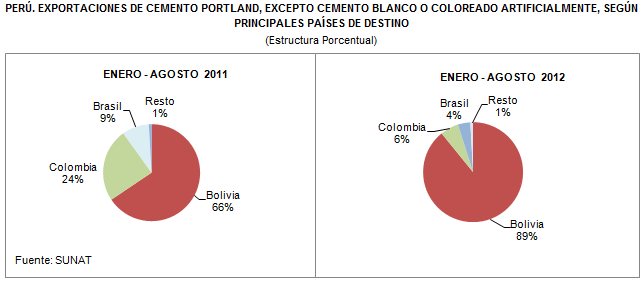 PERÚ. EXPORTACIONES DE CEMENTO PORTLAND, EXCEPTO CEMENTO BLANCO O COLOREADO ARTIFICIALMENTE, SEGÚN
PRINCIPALES PAÍSES DE DESTINO
(Estructura Porcentual)
ENERO - AGOSTO 2011
Brasil
9%
Resto
1%
Colombia
24%
Bolivia
66%
Fuente: SUNAT
ENERO - AGOSTO 2012
Brasil
4%
Resto
1%
Colombia
6%
Bolivia
89%